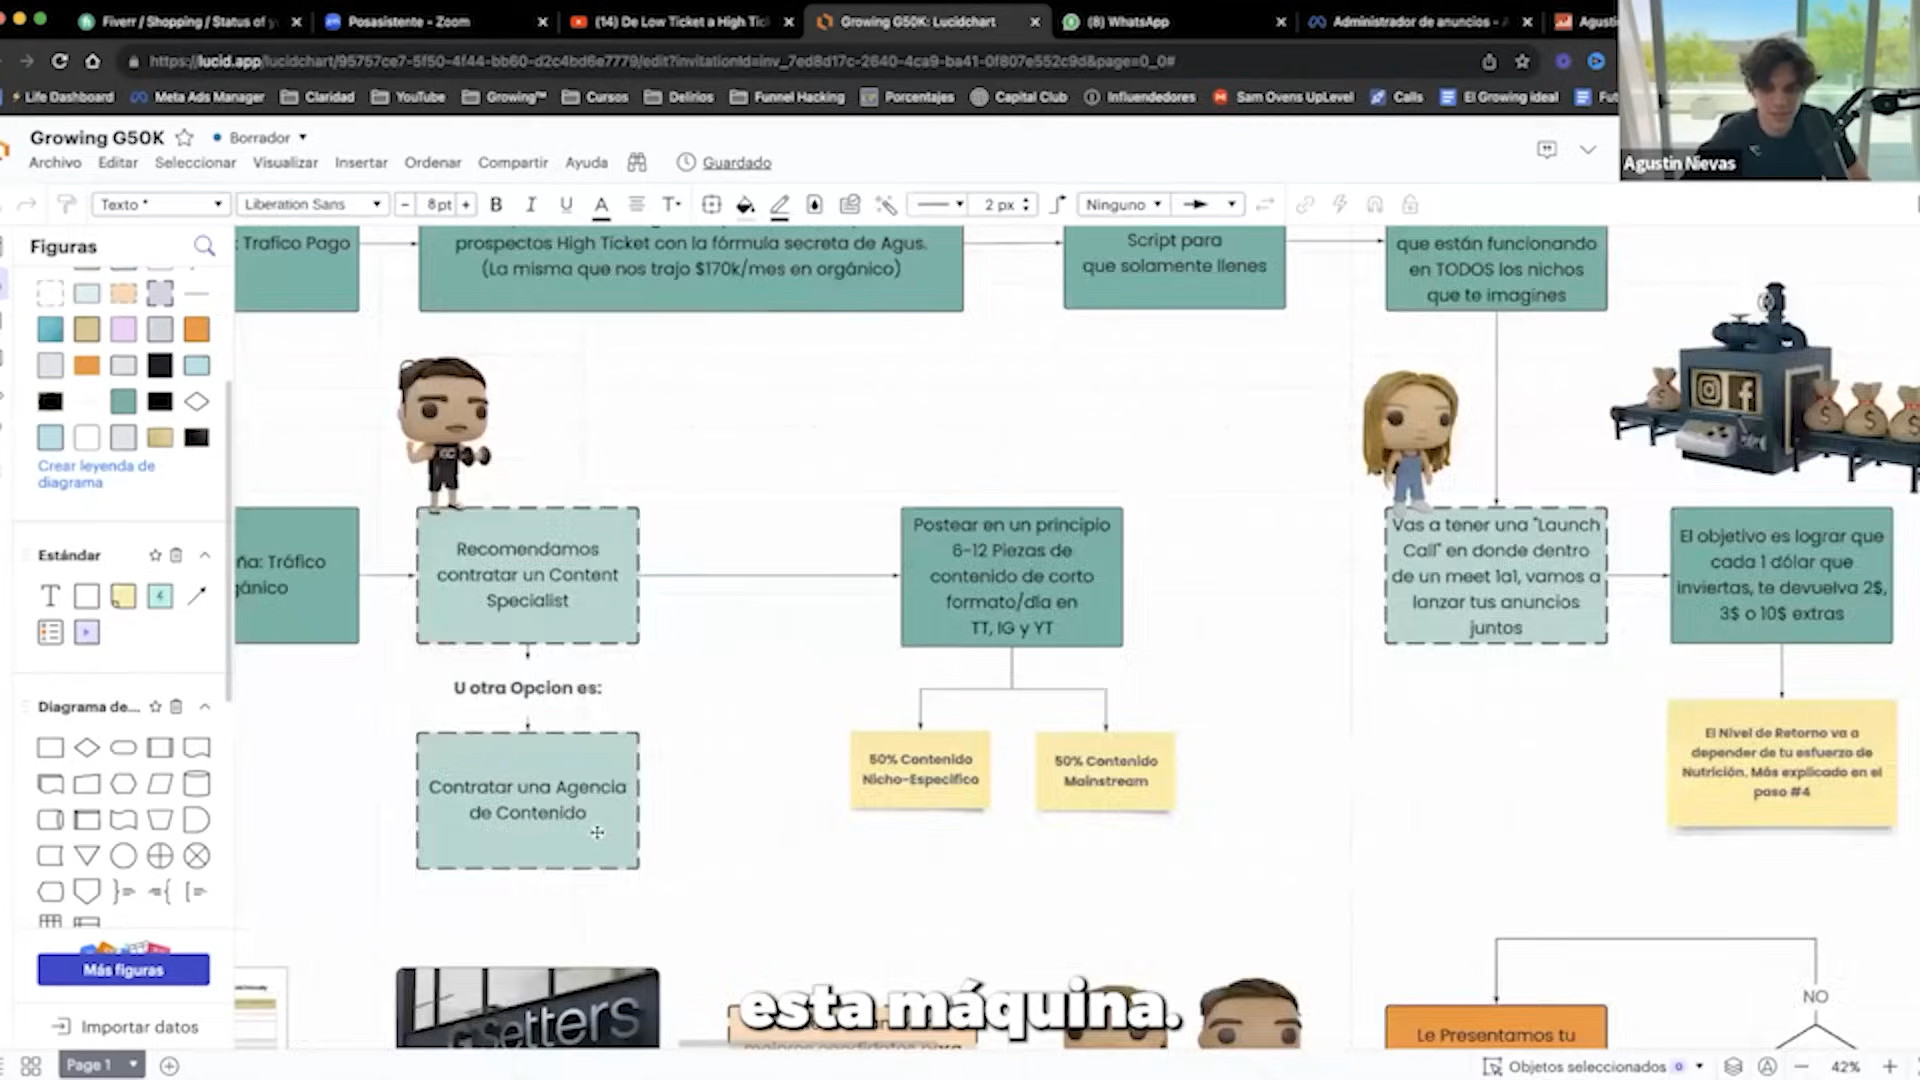 Fiverr / Shopping / Status of y
Posasistente - Zoom
(14) De Low Ticket a High Tic
Growing G50K: Lucidchart
(8) WhatsApp
Administrador de anuncios -
Agusti
https://lucid.app/lucidchart/95757ce7-5f50-4f44-bb60-d2c4bd6e7779/edit?invitationId=inv_7ed8d17c-2640-4ca9-ba41-0f807e552c9d&page=0_0#
Life Dashboard
Meta Ads Manager
Claridad
YouTube
Growing™
Cursos
Delirios
Funnel Hacking
Porcentajes
Capital Club
Influendedores
Sam Ovens UpLevel
Calls
El Growing ideal
Fut
Agustin Nievas
Growing G50K
Borrador
Archivo
Editar
Seleccionar
Visualizar
Insertar
Ordenar
Compartir
Ayuda
Guardado
Texto *
Liberation Sans
8pt
2 px
Ninguno
Figuras
Crear leyenda de
diagrama
Estándar
Diagrama de...
Más figuras
Importar datos
: Trafico Pago
prospectos High Ticket con la fórmula secreta de Agus.
(La misma que nos trajo $170k/mes en orgánico)
Script para
que solamente llenes
que están funcionando
en TODOS los nichos
que te imagines
ña: Tráfico
gánico
Recomendamos
contratar un Content
Specialist
U otra Opcion es:
Contratar una Agencia
de Contenido
Postear en un principio
6-12 Piezas de
contenido de corto
formato/día en
TT, IG y YT
50% Contenido
Nicho-Especifico
50% Contenido
Mainstream
Vas a tener una "Launch
Call" en donde dentro
de un meet 1a1, vamos a
lanzar tus anuncios
juntos
El objetivo es lograr que
cada 1 dólar que
inviertas, te devuelva 2$,
3$ o 10$ extras
El Nivel de Retorno va a
depender de tu esfuerzo de
Nutrición. Más explicado en el
paso #4
Setters
esta máquina.
Le Presentamos tu
NO
Page 1
Objetos seleccionados 0
42%